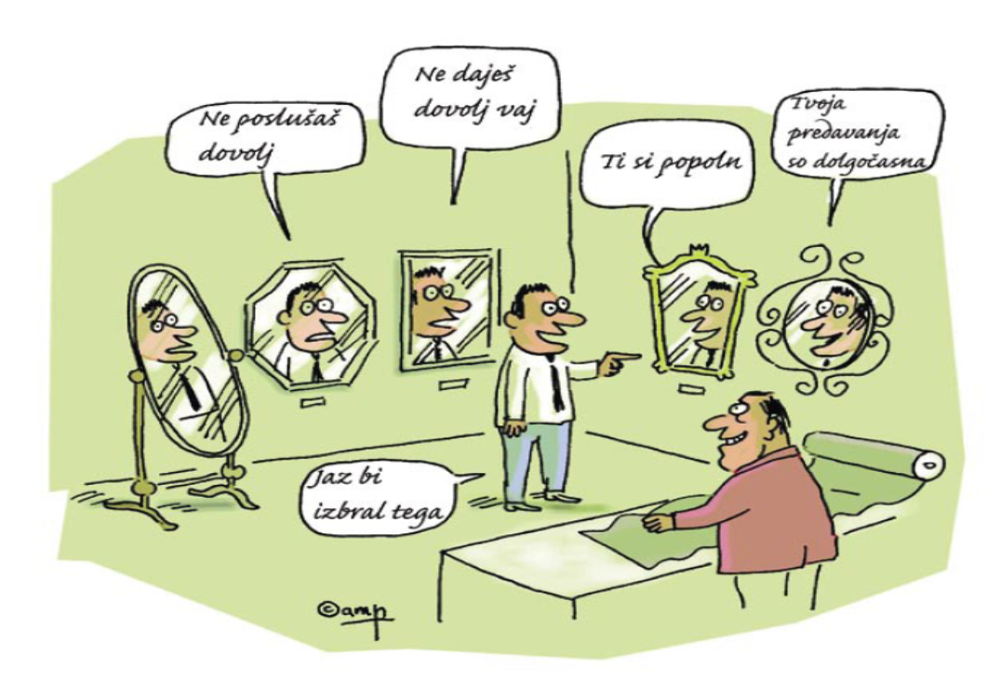 Ne poslušaš
dovolj
Ne daješ
dovolj vaj
Ti si popoln
Tvoja
predavanja
so dolgočasna
Jaz bi
izbral tega
©amp